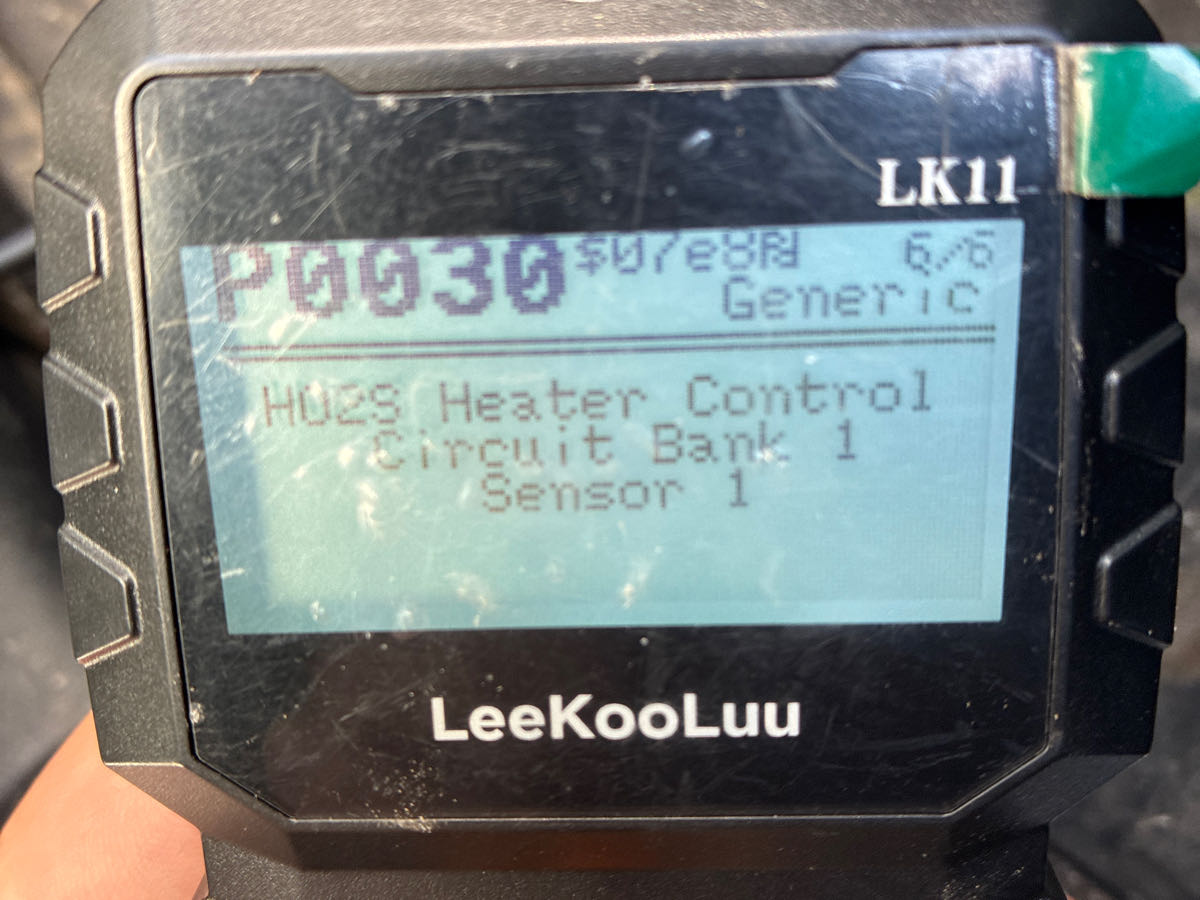 LK11
P0030 $07e8 6/6
Generic
HO2S Heater Control
Circuit Bank 1
Sensor 1
LeeKooLuu